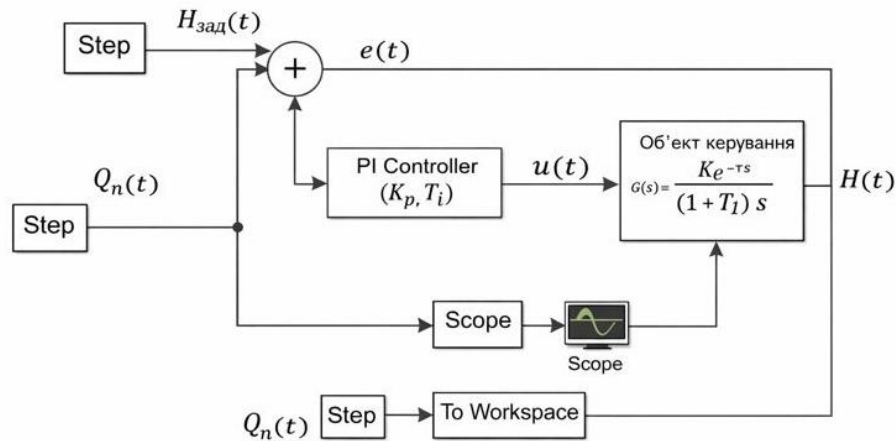 H_зад(t)
Step
e(t)
+
Об'єкт керування
PI Controller
(K_p, T_i)
u(t)
G(s) = Ke^{-τs} / (1 + T_1) s
H(t)
Q_n(t)
Step
Scope
Scope
Q_n(t)
Step
To Workspace